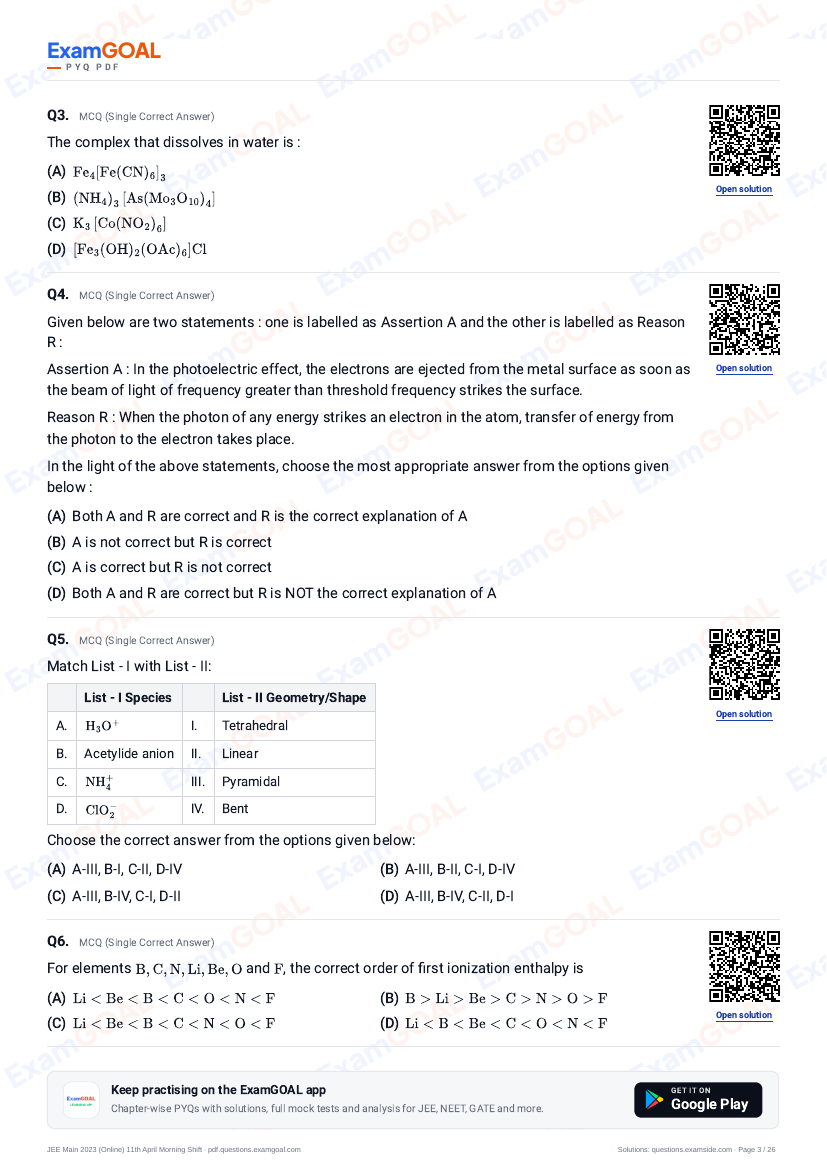 ExamGOAL
PYQ PDF
Q3. MCQ (Single Correct Answer)
The complex that dissolves in water is :
(A) Fe₄[Fe(CN)₆]₃
(B) (NH₄)₃ [As(Mo₃O₁₀)₄]
(C) K₃ [Co(NO₂)₆]
(D) [Fe₃(OH)₂(OAc)₆]Cl
Open solution
Q4. MCQ (Single Correct Answer)
Given below are two statements : one is labelled as Assertion A and the other is labelled as Reason
R :
Assertion A : In the photoelectric effect, the electrons are ejected from the metal surface as soon as
the beam of light of frequency greater than threshold frequency strikes the surface.
Reason R : When the photon of any energy strikes an electron in the atom, transfer of energy from
the photon to the electron takes place.
In the light of the above statements, choose the most appropriate answer from the options given
below :
(A) Both A and R are correct and R is the correct explanation of A
(B) A is not correct but R is correct
(C) A is correct but R is not correct
(D) Both A and R are correct but R is NOT the correct explanation of A
Open solution
Q5. MCQ (Single Correct Answer)
Match List - I with List - II:
List - I Species List - II Geometry/Shape
A. H₃O⁺ I. Tetrahedral
B. Acetylide anion II. Linear
C. NH₄⁺ III. Pyramidal
D. ClO₂⁻ IV. Bent
Choose the correct answer from the options given below:
(A) A-III, B-I, C-II, D-IV (B) A-III, B-II, C-I, D-IV
(C) A-III, B-IV, C-I, D-II (D) A-III, B-IV, C-II, D-I
Open solution
Q6. MCQ (Single Correct Answer)
For elements B, C, N, Li, Be, O and F, the correct order of first ionization enthalpy is
(A) Li < Be < B < C < O < N < F (B) B > Li > Be > C > N > O > F
(C) Li < Be < B < C < N < O < F (D) Li < B < Be < C < O < N < F
Open solution
Keep practising on the ExamGOAL app
Chapter-wise PYQs with solutions, full mock tests and analysis for JEE, NEET, GATE and more.
GET IT ON
Google Play
JEE Main 2023 (Online) 11th April Morning Shift · pdf.questions.examgoal.com Solutions: questions.examside.com · Page 3 / 26